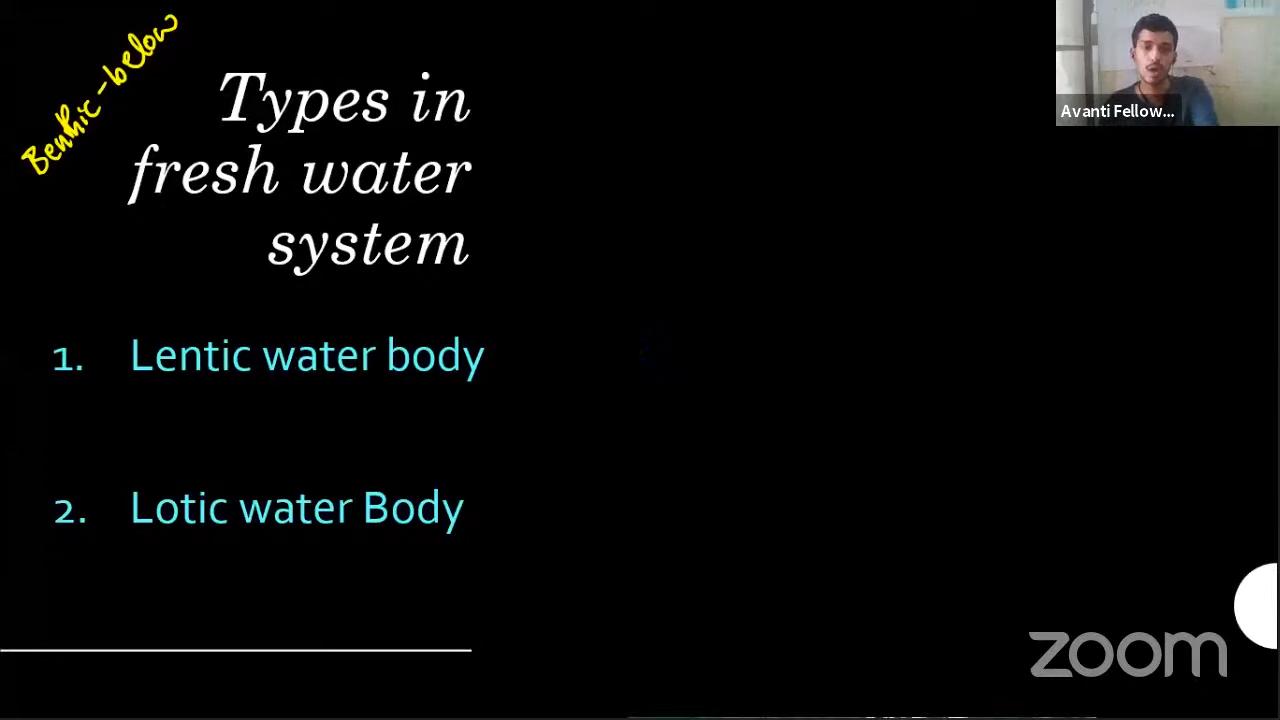 Benthic - below
Types in
fresh water
system
1. Lentic water body
2. Lotic water Body
Avanti Fellow...
zoom